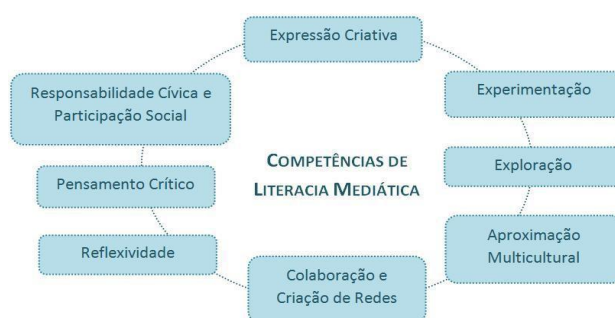 Expressão Criativa
Responsabilidade Cívica e
Participação Social
Experimentação
COMPETÊNCIAS DE
LITERACIA MEDIÁTICA
Exploração
Pensamento Crítico
Aproximação
Multicultural
Reflexividade
Colaboração e
Criação de Redes